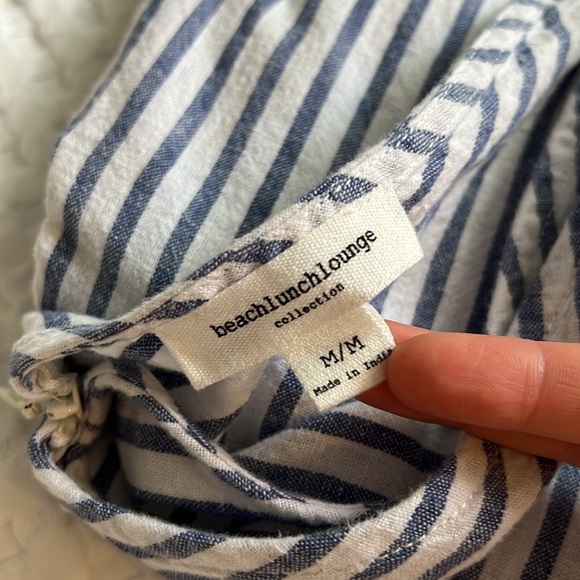 beachlunchlounge
collection
M/M
Made in India